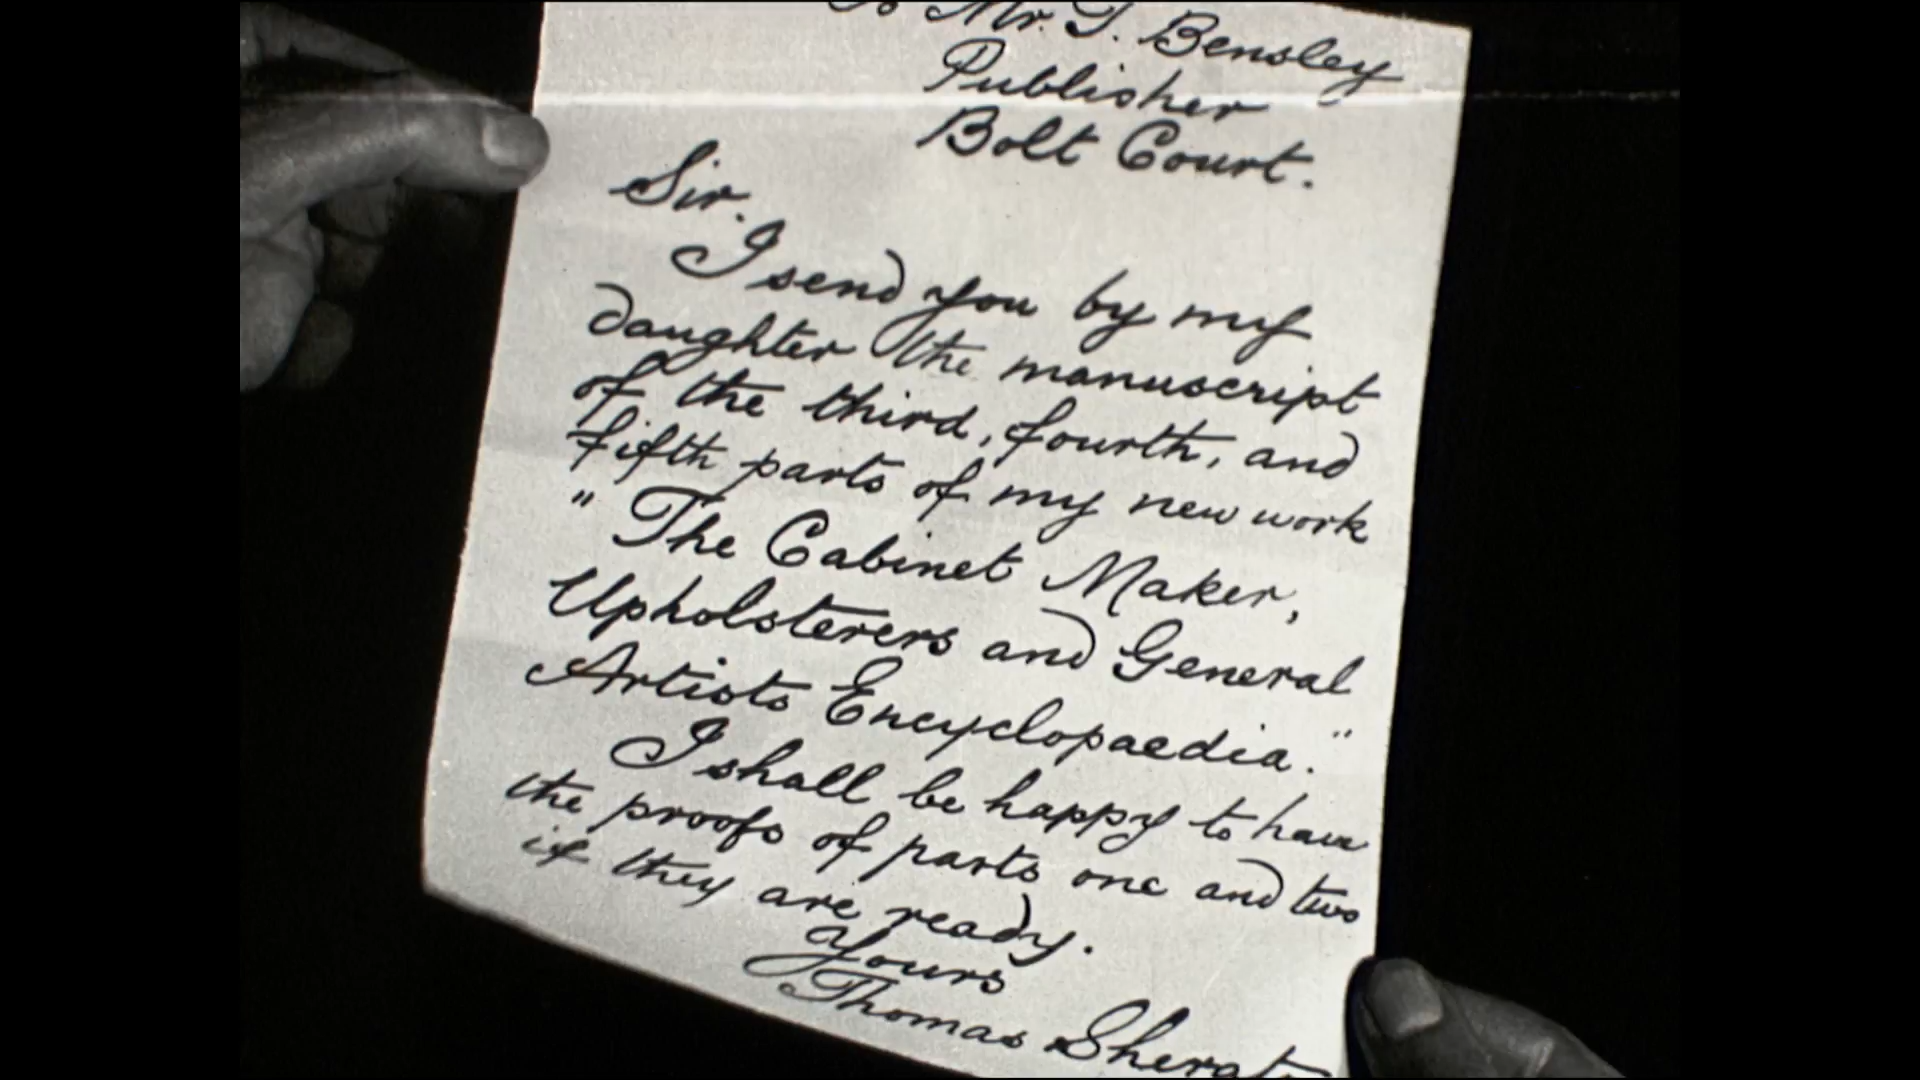 To Mr. T. Bensley
Publisher
Bolt Court.
Sir.
I send you by my
daughter the manuscript
of the third, fourth, and
fifth parts of my new work
"The Cabinet Maker,
Upholsterers and General
Artists Encyclopaedia."
I shall be happy to have
the proofs of parts one and two
if they are ready.
Yours
Thomas